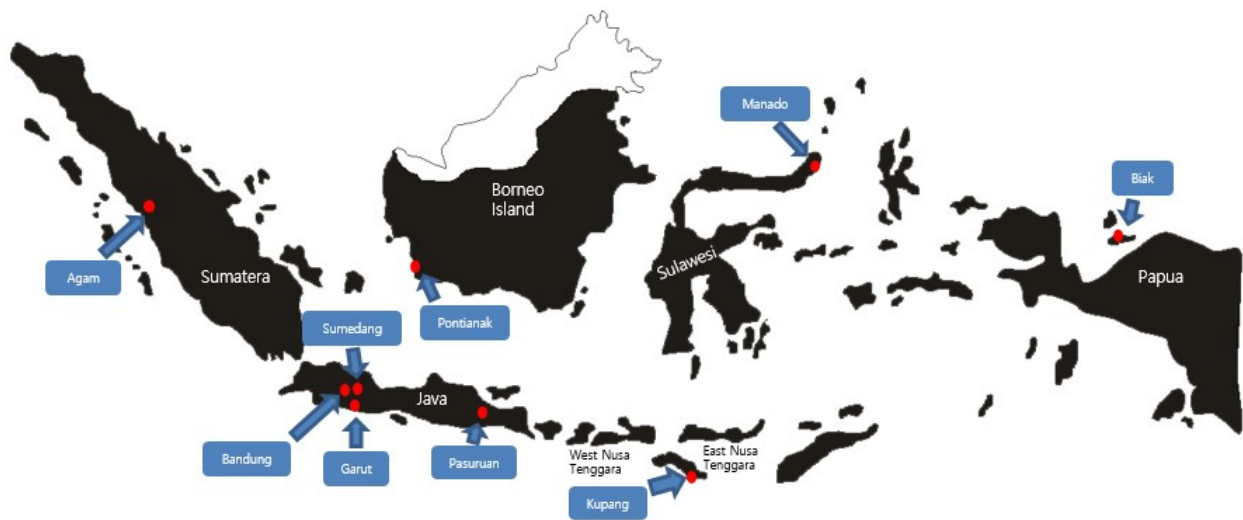 Manado
Biak
Borneo
Island
Agam
Sumatera
Sulawesi
Papua
Pontianak
Sumedang
Java
Bandung
Garut
Pasuruan
West Nusa
Tenggara
East Nusa
Tenggara
Kupang